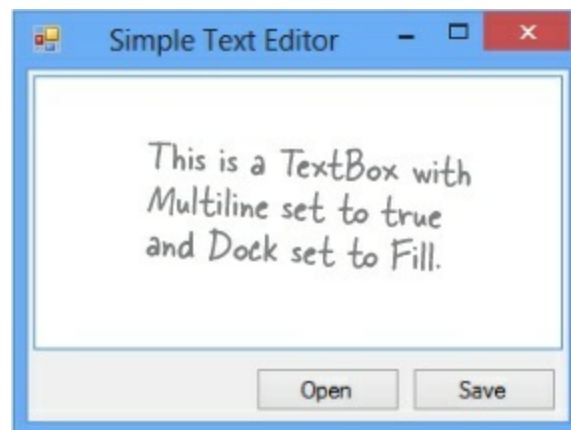 Simple Text Editor
This is a TextBox with
Multiline set to true
and Dock set to Fill.
Open Save